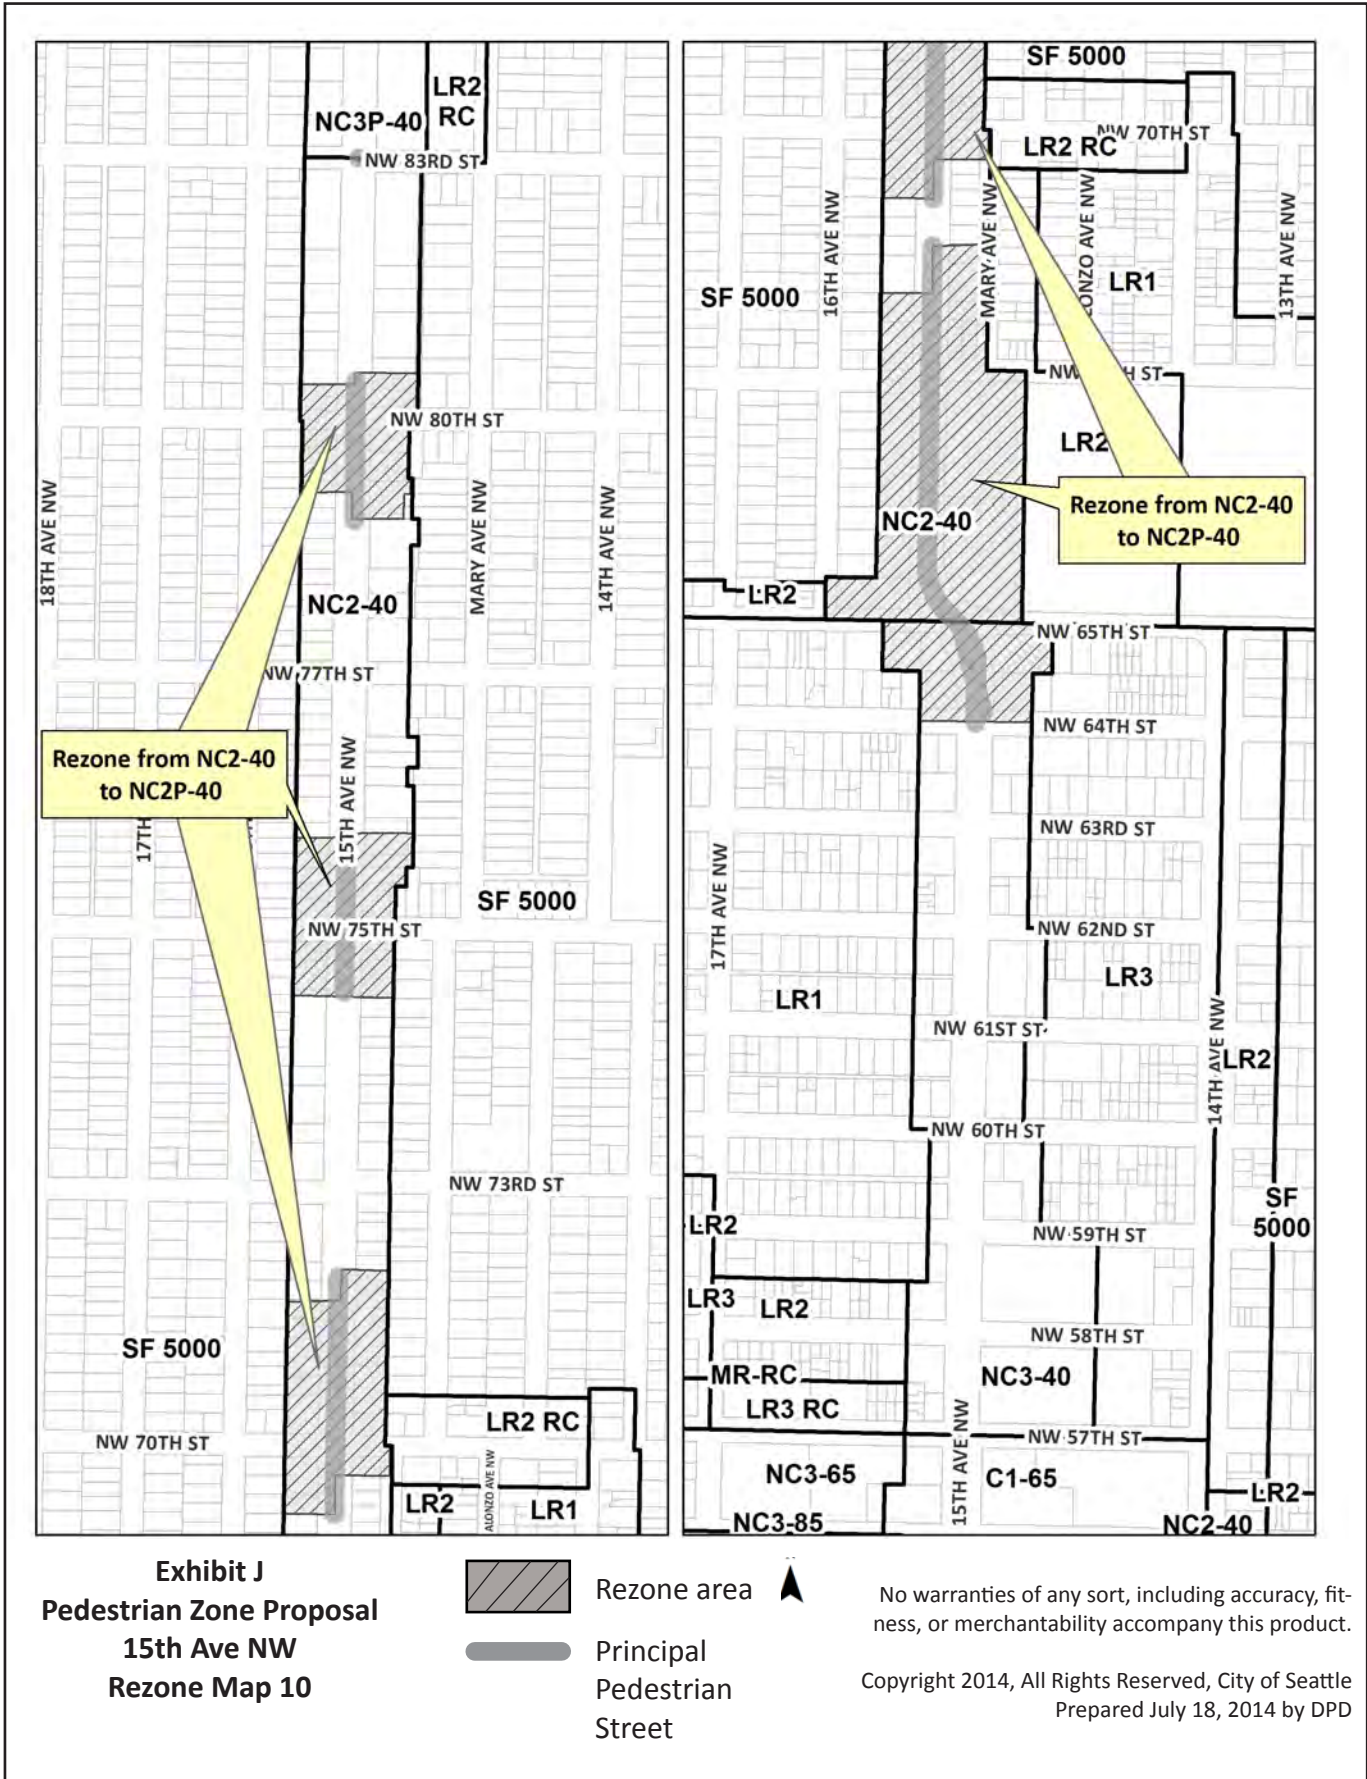 LR2
RC
NC3P-40
NW 83RD ST
NW 80TH ST
18TH AVE NW
MARY AVE NW
14TH AVE NW
NC2-40
NW 77TH ST
Rezone from NC2-40
to NC2P-40
15TH AVE NW
17TH
SF 5000
NW 75TH ST
NW 73RD ST
SF 5000
LR2 RC
NW 70TH ST
LR2
ALONZO AVE NW
LR1
SF 5000
NW 70TH ST
LR2 RC
16TH AVE NW
MARY AVE NW
ONZO AVE NW
13TH AVE NW
SF 5000
LR1
NW H ST
LR2
Rezone from NC2-40
to NC2P-40
NC2-40
LR2
NW 65TH ST
NW 64TH ST
NW 63RD ST
17TH AVE NW
NW 62ND ST
LR3
LR1
NW 61ST ST
14TH AVE NW
LR2
NW 60TH ST
SF
5000
LR2
NW 59TH ST
LR3
LR2
NW 58TH ST
MR-RC
NC3-40
LR3 RC
15TH AVE NW
NW 57TH ST
NC3-65
C1-65
LR2
NC3-85
NC2-40
Exhibit J
Pedestrian Zone Proposal
15th Ave NW
Rezone Map 10
Rezone area
Principal
Pedestrian
Street
No warranties of any sort, including accuracy, fit-
ness, or merchantability accompany this product.
Copyright 2014, All Rights Reserved, City of Seattle
Prepared July 18, 2014 by DPD